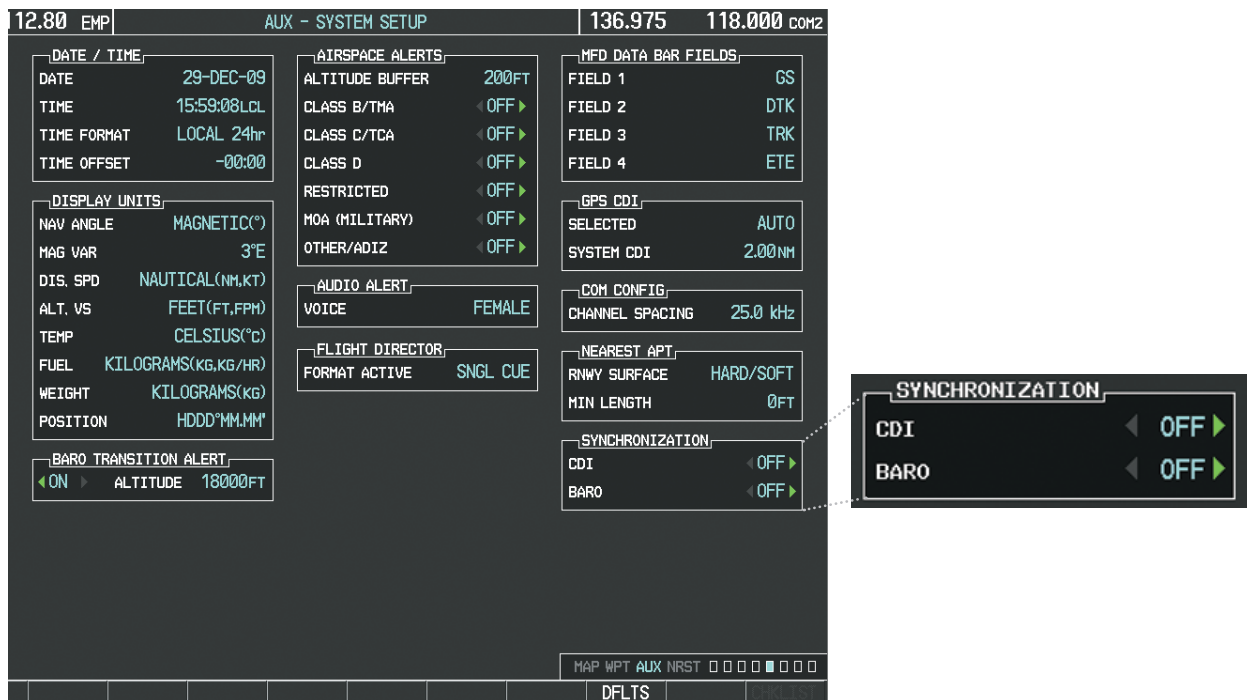 12.80 EMP AUX - SYSTEM SETUP 136.975 118.000 COM2
DATE / TIME
DATE 29-DEC-09
TIME 15:59:08LCL
TIME FORMAT LOCAL 24hr
TIME OFFSET -00:00
DISPLAY UNITS
NAV ANGLE MAGNETIC(°)
MAG VAR 3°E
DIS, SPD NAUTICAL(NM,KT)
ALT, VS FEET(FT,FPM)
TEMP CELSIUS(°C)
FUEL KILOGRAMS(KG,KG/HR)
WEIGHT KILOGRAMS(KG)
POSITION HDDD°MM.MM'
BARO TRANSITION ALERT
ON ALTITUDE 18000FT
AIRSPACE ALERTS
ALTITUDE BUFFER 200FT
CLASS B/TMA OFF
CLASS C/TCA OFF
CLASS D OFF
RESTRICTED OFF
MOA (MILITARY) OFF
OTHER/ADIZ OFF
AUDIO ALERT
VOICE FEMALE
FLIGHT DIRECTOR
FORMAT ACTIVE SNGL CUE
MFD DATA BAR FIELDS
FIELD 1 GS
FIELD 2 DTK
FIELD 3 TRK
FIELD 4 ETE
GPS CDI
SELECTED AUTO
SYSTEM CDI 2.00NM
COM CONFIG
CHANNEL SPACING 25.0 kHz
NEAREST APT
RNWY SURFACE HARD/SOFT
MIN LENGTH 0FT
SYNCHRONIZATION
CDI OFF
BARO OFF
SYNCHRONIZATION
CDI OFF
BARO OFF
MAP WPT AUX NRST
DFLTS CHKLIST